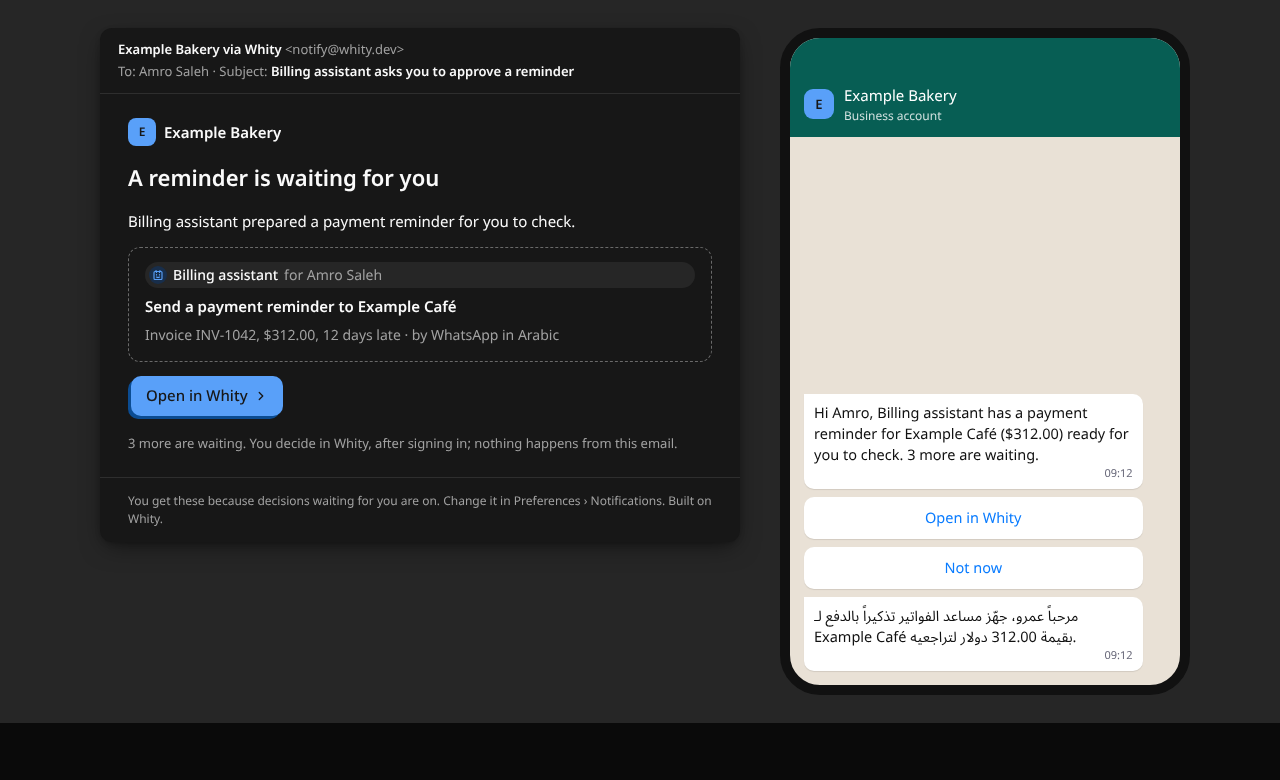 Example Bakery via Whity <notify@whity.dev>
To: Amro Saleh · Subject: Billing assistant asks you to approve a reminder
E
Example Bakery
A reminder is waiting for you
Billing assistant prepared a payment reminder for you to check.
Billing assistant for Amro Saleh
Send a payment reminder to Example Café
Invoice INV-1042, $312.00, 12 days late · by WhatsApp in Arabic
Open in Whity ›
3 more are waiting. You decide in Whity, after signing in; nothing happens from this email.
You get these because decisions waiting for you are on. Change it in Preferences › Notifications. Built on
Whity.
E
Example Bakery
Business account
Hi Amro, Billing assistant has a payment
reminder for Example Café ($312.00) ready for
you to check. 3 more are waiting.
09:12
Open in Whity
Not now
مرحباً عمرو، جهّز مساعد الفواتير تذكيراً بالدفع لـ
Example Café بقيمة 312.00 دولار لتراجعيه.
09:12